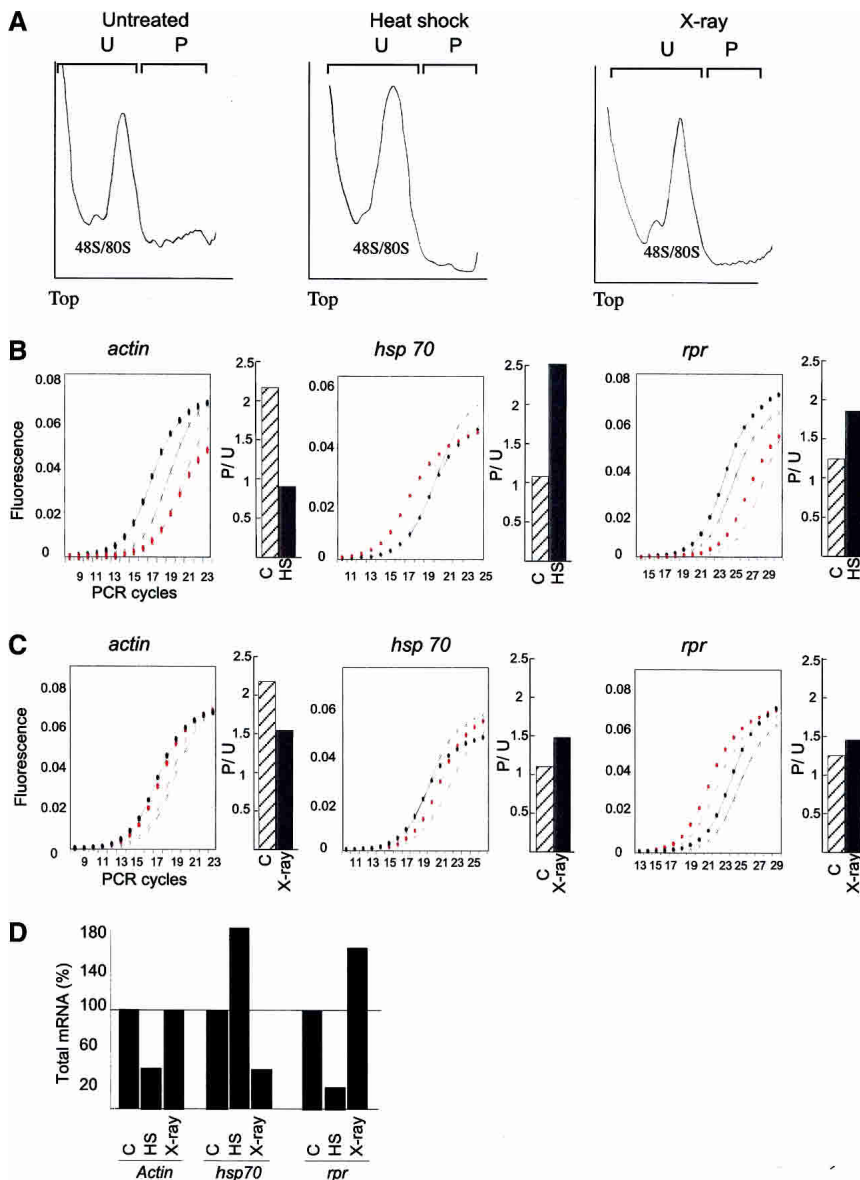 A
Untreated
Heat shock
X-ray
U P
U P
U P
48S/80S
48S/80S
48S/80S
Top
Top
Top
B
actin
hsp 70
rpr
Fluorescence
0.08
0.06
0.04
0.02
0
9 11 13 15 17 19 21 23
PCR cycles
P/ U
2.5
2
1.5
1
0.5
C
HS
0.06
0.04
0.02
0
11 13 15 17 19 21 23 25
P/ U
2.5
2
1.5
1
0.5
C
HS
0.08
0.06
0.04
0.02
0
15 17 19 21 23 25 27 29
P/ U
2.5
2
1.5
1
0.5
C
HS
C
actin
hsp 70
rpr
Fluorescence
0.08
0.06
0.04
0.02
0
9 11 13 15 17 19 21 23
PCR cycles
P/ U
2.5
2
1.5
1
0.5
C
X-ray
0.06
0.04
0.02
0
11 13 15 17 19 21 23 25
P/ U
2.5
2
1.5
1
0.5
C
X-ray
0.08
0.06
0.04
0.02
0
13 15 17 19 21 23 25 27 29
P/ U
2.5
2
1.5
1
0.5
C
X-ray
D
Total mRNA (%)
180
140
100
60
20
C HS X-ray C HS X-ray C HS X-ray
Actin hsp70 rpr